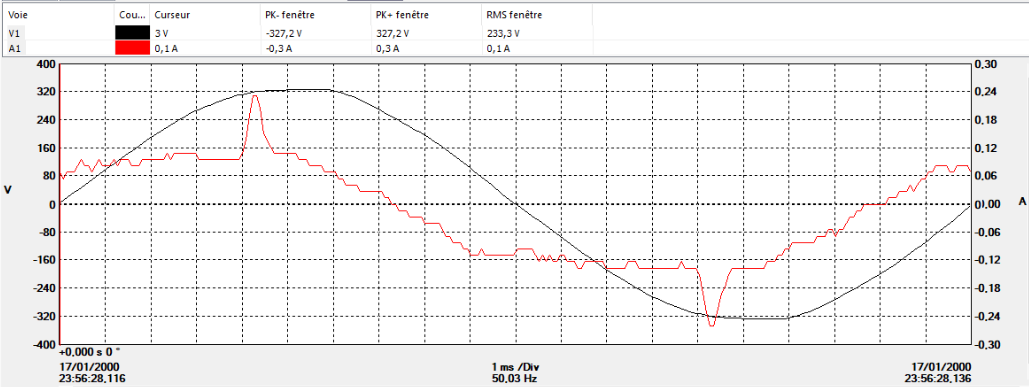 Voie Cou... Curseur PK- fenêtre PK+ fenêtre RMS fenêtre
V1 3 V -327,2 V 327,2 V 233,3 V
A1 0,1 A -0,3 A 0,3 A 0,1 A
400 0,30
320 0,24
240 0,18
160 0,12
80 0,06
V 0 0,00 A
-80 -0,06
-160 -0,12
-240 -0,18
-320 -0,24
-400 -0,30
+0,000 s 0 °
17/01/2000 1 ms /Div 17/01/2000
23:56:28,116 50,03 Hz 23:56:28,136